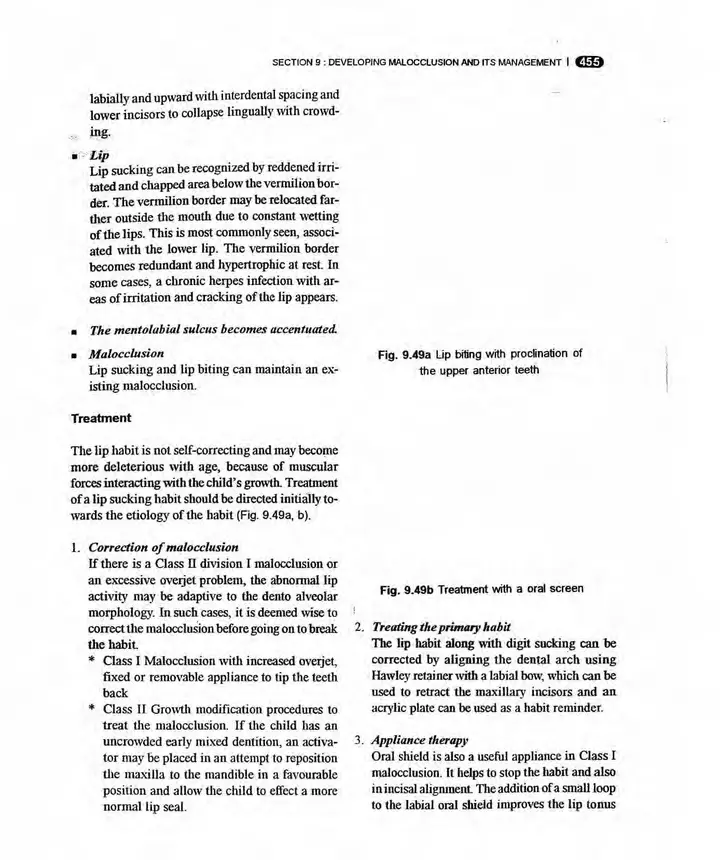 SECTION 9 : DEVELOPING MALOCCLUSION AND ITS MANAGEMENT | 455
labially and upward with interdental spacing and
lower incisors to collapse lingually with crowd-
ing.
■ Lip
Lip sucking can be recognized by reddened irri-
tated and chapped area below the vermilion bor-
der. The vermilion border may be relocated far-
ther outside the mouth due to constant wetting
of the lips. This is most commonly seen, associ-
ated with the lower lip. The vermilion border
becomes redundant and hypertrophic at rest. In
some cases, a chronic herpes infection with ar-
eas of irritation and cracking of the lip appears.
■ The mentolabial sulcus becomes accentuated.
■ Malocclusion
Lip sucking and lip biting can maintain an ex-
isting malocclusion.
Treatment
The lip habit is not self-correcting and may become
more deleterious with age, because of muscular
forces interacting with the child's growth. Treatment
of a lip sucking habit should be directed initially to-
wards the etiology of the habit (Fig. 9.49a, b).
1. Correction of malocclusion
If there is a Class II division I malocclusion or
an excessive overjet problem, the abnormal lip
activity may be adaptive to the dento alveolar
morphology. In such cases, it is deemed wise to
correct the malocclusion before going on to break
the habit.
* Class I Malocclusion with increased overjet,
fixed or removable appliance to tip the teeth
back
* Class II Growth modification procedures to
treat the malocclusion. If the child has an
uncrowded early mixed dentition, an activa-
tor may be placed in an attempt to reposition
the maxilla to the mandible in a favourable
position and allow the child to effect a more
normal lip seal.
Fig. 9.49a Lip biting with proclination of
the upper anterior teeth
Fig. 9.49b Treatment with a oral screen
2. Treating the primary habit
The lip habit along with digit sucking can be
corrected by aligning the dental arch using
Hawley retainer with a labial bow, which can be
used to retract the maxillary incisors and an
acrylic plate can be used as a habit reminder.
3. Appliance therapy
Oral shield is also a useful appliance in Class I
malocclusion. It helps to stop the habit and also
in incisal alignment. The addition of a small loop
to the labial oral shield improves the lip tonus